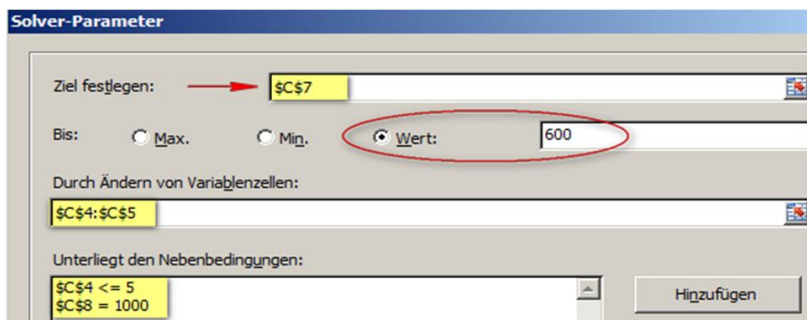 Solver-Parameter
Ziel festlegen: $C$7
Bis: Max. Min. Wert: 600
Durch Ändern von Variablenzellen:
$C$4:$C$5
Unterliegt den Nebenbedingungen:
$C$4 <= 5
$C$8 = 1000
Hinzufügen